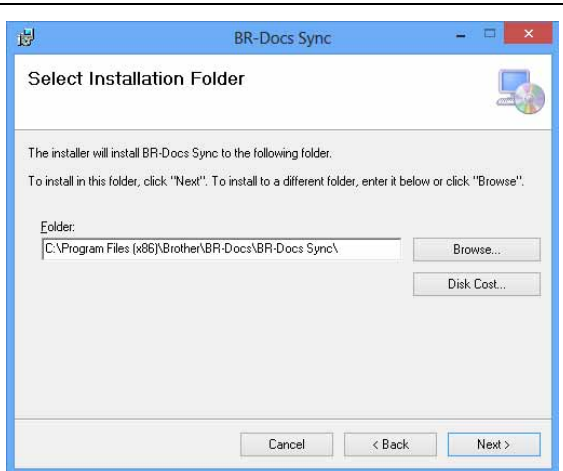 BR-Docs Sync
Select Installation Folder
The installer will install BR-Docs Sync to the following folder.
To install in this folder, click "Next". To install to a different folder, enter it below or click "Browse".
Folder:
C:\Program Files (x86)\Brother\BR-Docs\BR-Docs Sync\
Browse...
Disk Cost...
Cancel
< Back
Next >